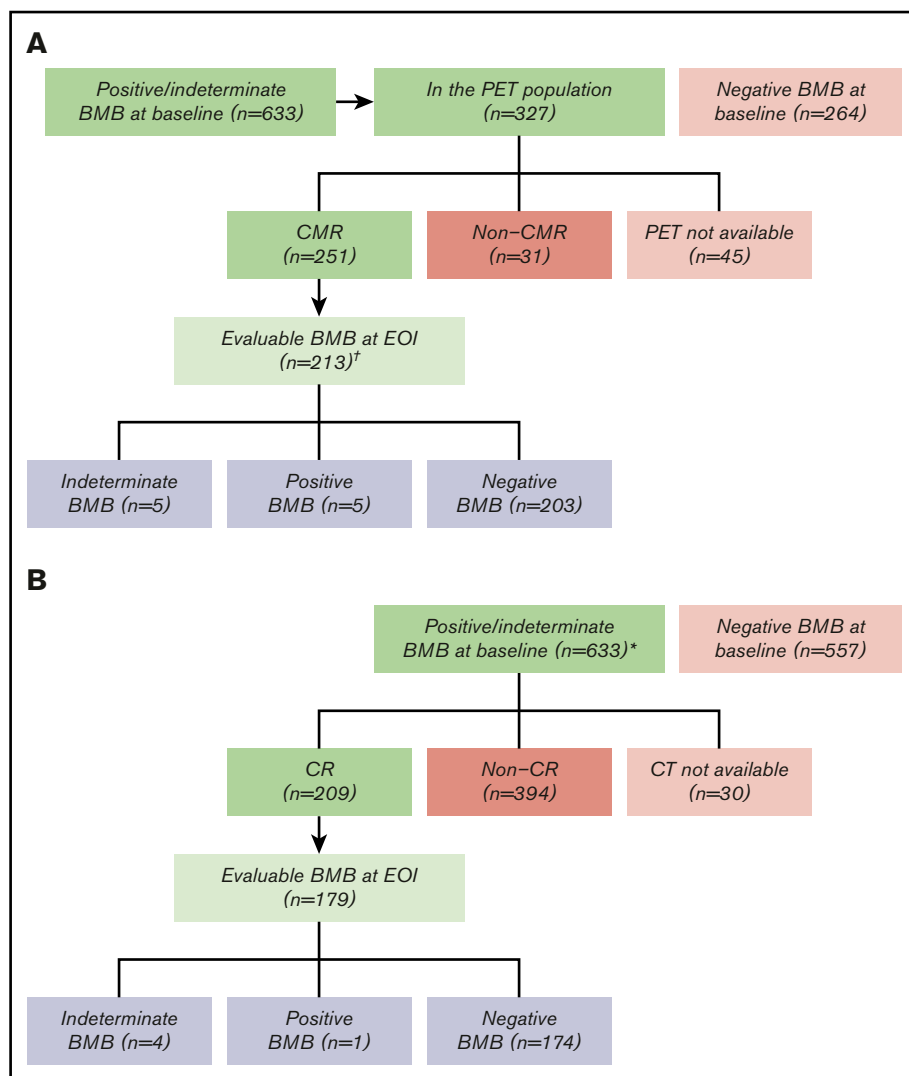 A
Positive/indeterminate
BMB at baseline (n=633)
In the PET population
(n=327)
Negative BMB at
baseline (n=264)
CMR
(n=251)
Non–CMR
(n=31)
PET not available
(n=45)
Evaluable BMB at EOI
(n=213)†
Indeterminate
BMB (n=5)
Positive
BMB (n=5)
Negative
BMB (n=203)
B
Positive/indeterminate
BMB at baseline (n=633)*
Negative BMB at
baseline (n=557)
CR
(n=209)
Non–CR
(n=394)
CT not available
(n=30)
Evaluable BMB at EOI
(n=179)
Indeterminate
BMB (n=4)
Positive
BMB (n=1)
Negative
BMB (n=174)